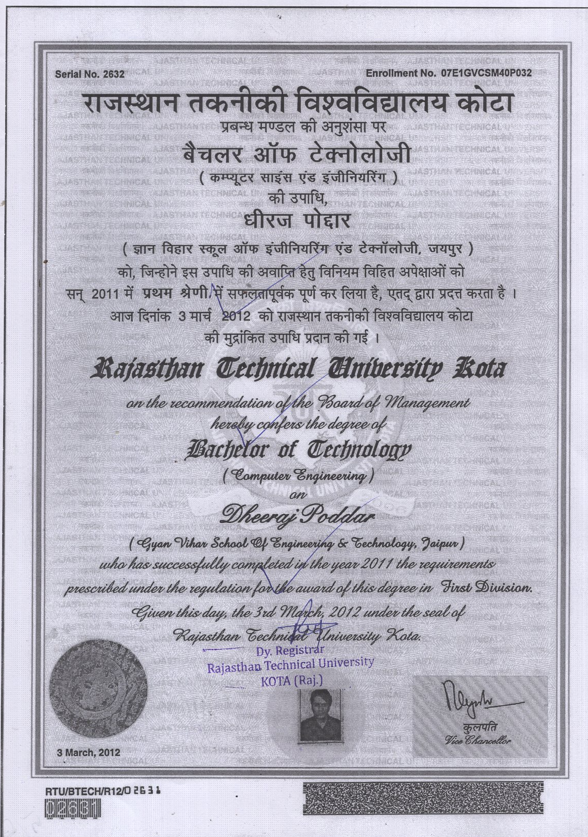 Serial No. 2632 Enrollment No. 07E1GVCSM40P032
राजस्थान तकनीकी विश्वविद्यालय कोटा
प्रबन्ध मण्डल की अनुशंसा पर
बैचलर ऑफ टेक्नोलोजी
( कम्प्यूटर साइंस एंड इंजीनियरिंग )
की उपाधि,
धीरज पोद्दार
( ज्ञान विहार स्कूल ऑफ इंजीनियरिंग एंड टेक्नॉलोजी, जयपुर )
को, जिन्होने इस उपाधि की अवाप्ति हेतु विनियम विहित अपेक्षाओं को
सन् 2011 में प्रथम श्रेणी में सफलतापूर्वक पूर्ण कर लिया है, एतद् द्वारा प्रदत्त करता है ।
आज दिनांक 3 मार्च 2012 को राजस्थान तकनीकी विश्वविद्यालय कोटा
की मुद्रांकित उपाधि प्रदान की गई ।
Rajasthan Technical University Kota
on the recommendation of the Board of Management
hereby confers the degree of
Bachelor of Technology
( Computer Engineering )
on
Dheeraj Poddar
( Gyan Vihar School Of Engineering & Technology, Jaipur )
who has successfully completed in the year 2011 the requirements
prescribed under the regulation for the award of this degree in First Division.
Given this day, the 3rd March, 2012 under the seal of
Rajasthan Technical University Kota.
Dy. Registrar
Rajasthan Technical University
KOTA (Raj.)
कुलपति
Vice Chancellor
3 March, 2012
RTU/BTECH/R12/02631
02631